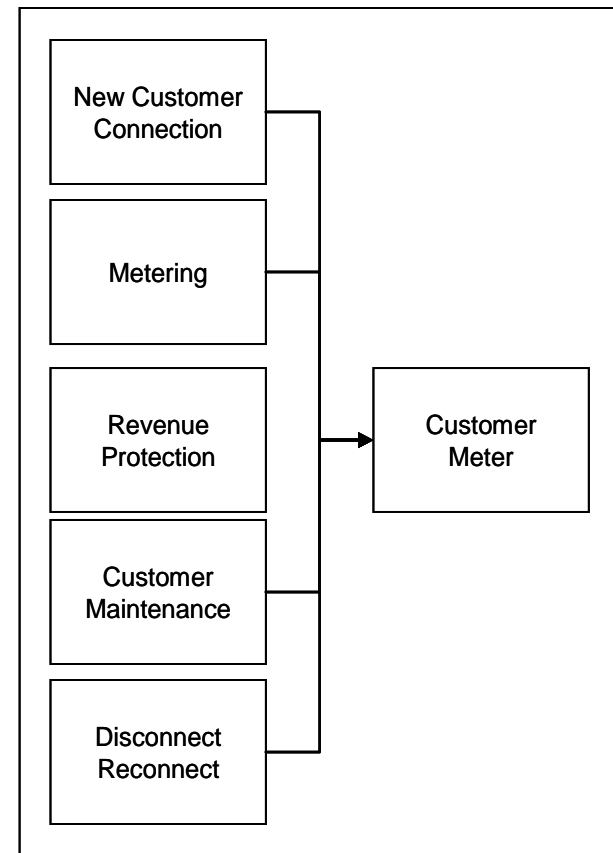 New Customer
Connection
Metering
Revenue
Protection
Customer
Meter
Customer
Maintenance
Disconnect
Reconnect